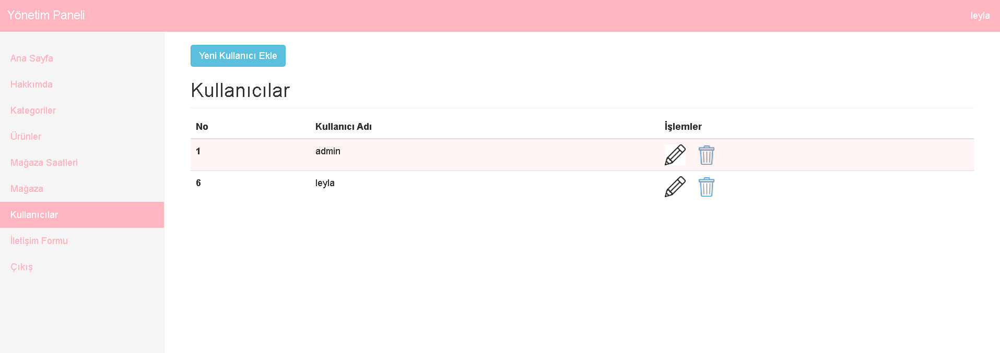 Yönetim Paneli
leyla
Ana Sayfa
Hakkımda
Kategoriler
Ürünler
Mağaza Saatleri
Mağaza
Kullanıcılar
İletişim Formu
Çıkış
Yeni Kullanıcı Ekle
Kullanıcılar
No Kullanıcı Adı İşlemler
1 admin
6 leyla